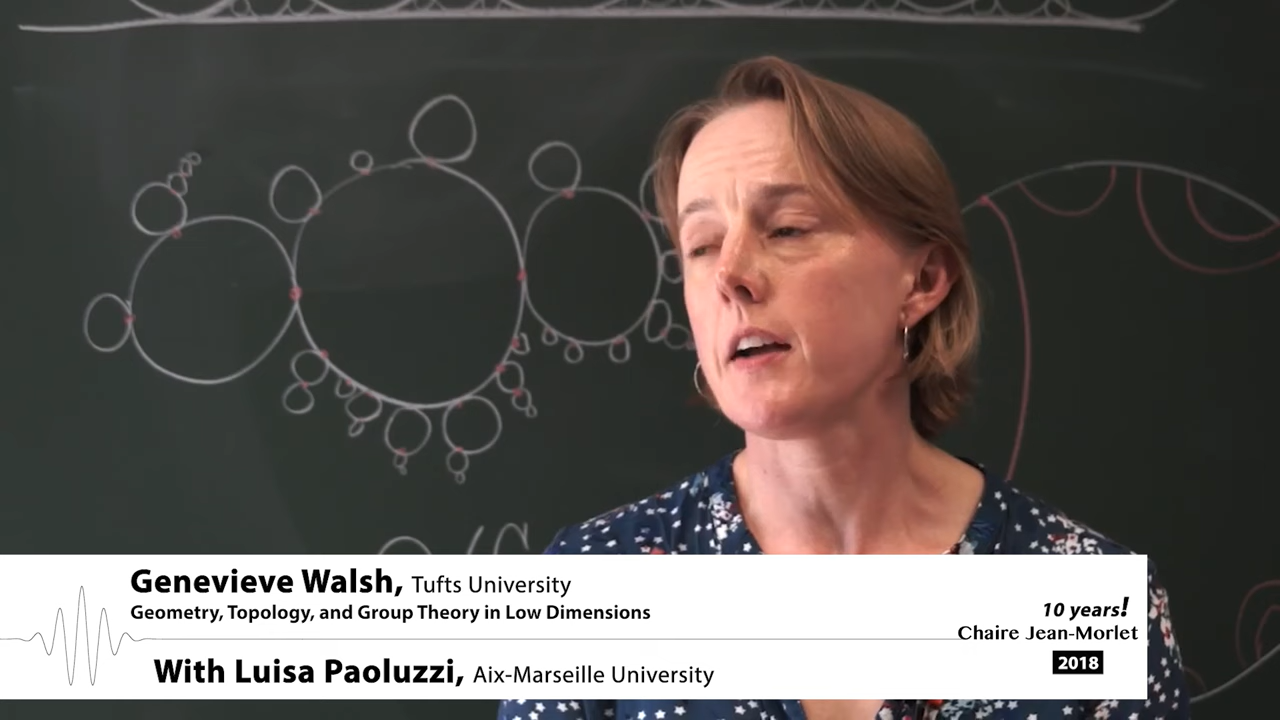 Genevieve Walsh, Tufts University
Geometry, Topology, and Group Theory in Low Dimensions
10 years!
Chaire Jean-Morlet
2018
With Luisa Paoluzzi, Aix-Marseille University